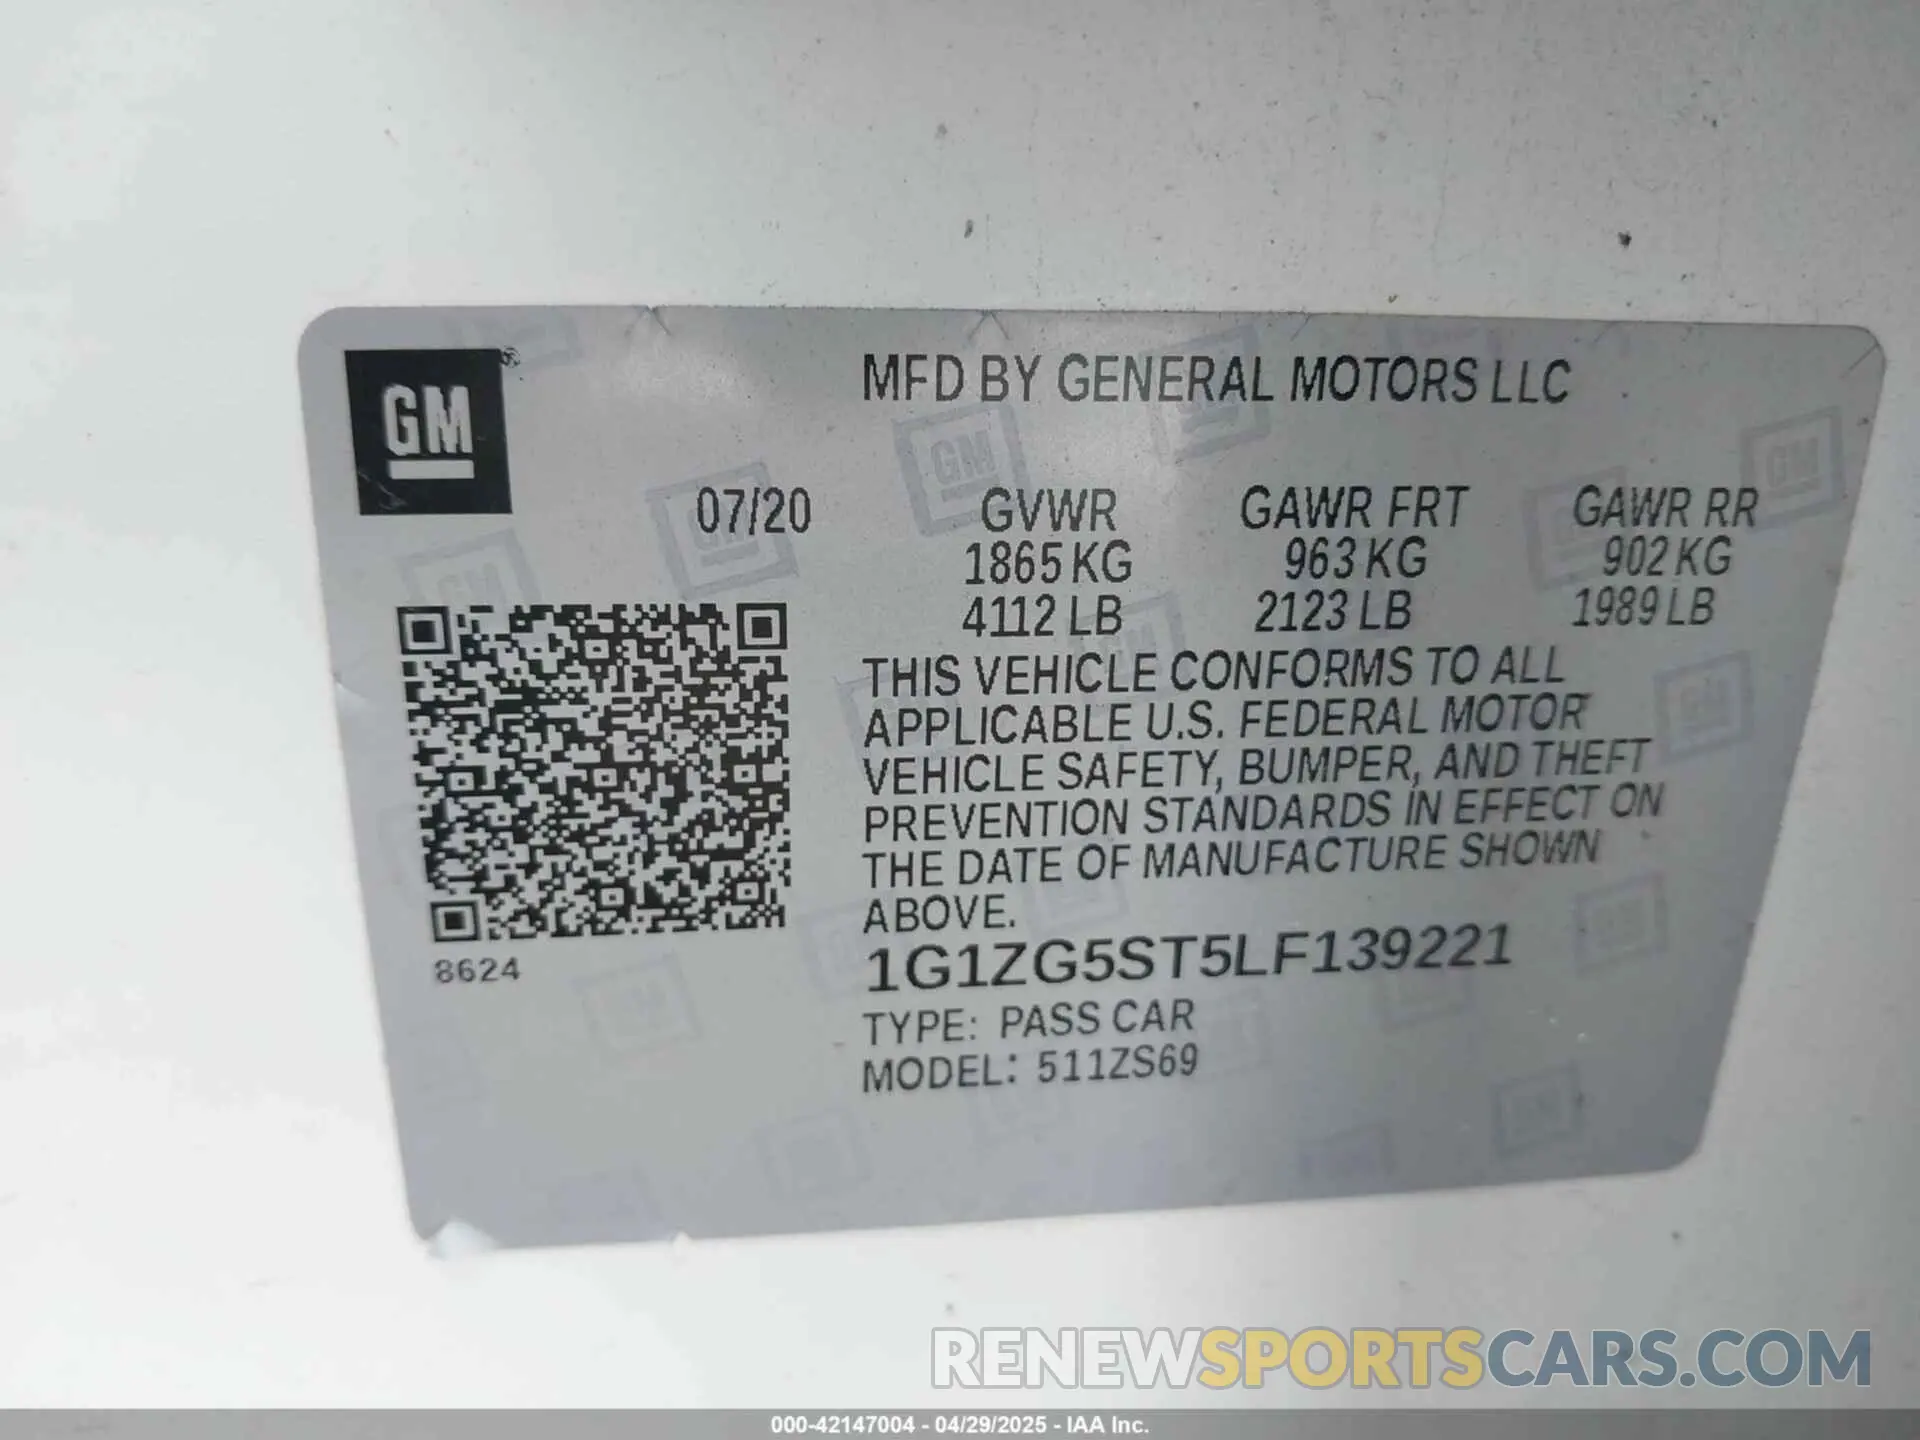 GM®
MFD BY GENERAL MOTORS LLC
07/20 GVWR GAWR FRT GAWR RR
1865 KG 963 KG 902 KG
4112 LB 2123 LB 1989 LB
THIS VEHICLE CONFORMS TO ALL
APPLICABLE U.S. FEDERAL MOTOR
VEHICLE SAFETY, BUMPER, AND THEFT
PREVENTION STANDARDS IN EFFECT ON
THE DATE OF MANUFACTURE SHOWN
ABOVE.
8624
1G1ZG5ST5LF139221
TYPE: PASS CAR
MODEL: 511ZS69
RENEWSPORTSCARS.COM
000-42147004 - 04/29/2025 - IAA Inc.